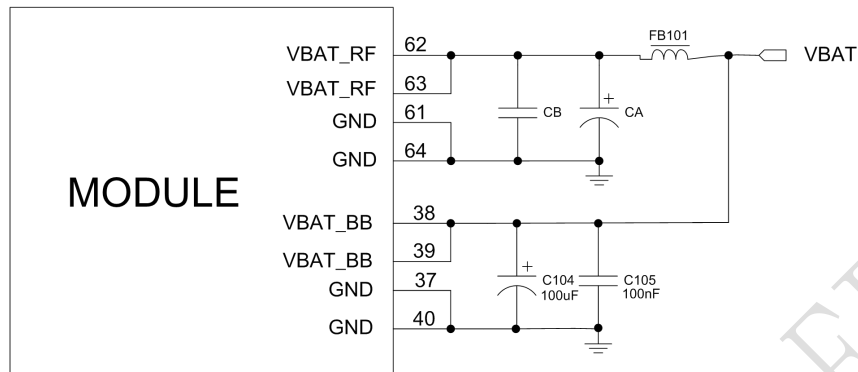 FB101
VBAT_RF 62
VBAT
VBAT_RF 63
GND 61
CB
CA
GND 64
MODULE
VBAT_BB 38
VBAT_BB 39
GND 37
C104
100uF
C105
100nF
GND 40